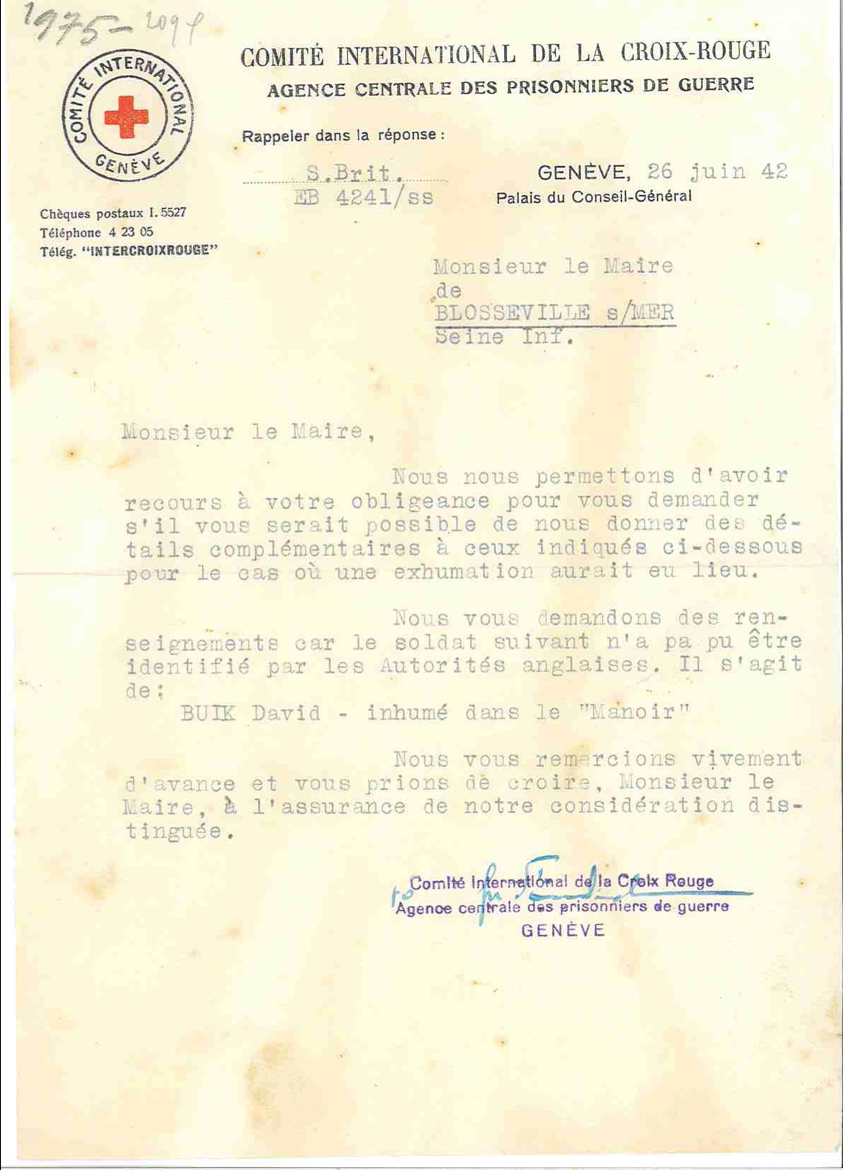 1975-
COMITÉ INTERNATIONAL GENÈVE
COMITÉ INTERNATIONAL DE LA CROIX-ROUGE
AGENCE CENTRALE DES PRISONNIERS DE GUERRE
Rappeler dans la réponse :
S.Brit.
EB 4241/ss
GENÈVE, 26 juin 42
Palais du Conseil-Général
Chèques postaux I. 5527
Téléphone 4 23 05
Télég. "INTERCROIXROUGE"
Monsieur le Maire
de
BLOSSEVILLE s/MER
Seine Inf.
Monsieur le Maire,
Nous nous permettons d'avoir
recours à votre obligeance pour vous demander
s'il vous serait possible de nous donner des dé-
tails complémentaires à ceux indiqués ci-dessous
pour le cas où une exhumation aurait eu lieu.
Nous vous demandons des ren-
seignements car le soldat suivant n'a pa pu être
identifié par les Autorités anglaises. Il s'agit
de:
BUIK David - inhumé dans le "Manoir"
Nous vous remercions vivement
d'avance et vous prions de croire, Monsieur le
Maire, à l'assurance de notre considération dis-
tinguée.
Comité International de la Croix Rouge
Agence centrale des prisonniers de guerre
GENÈVE